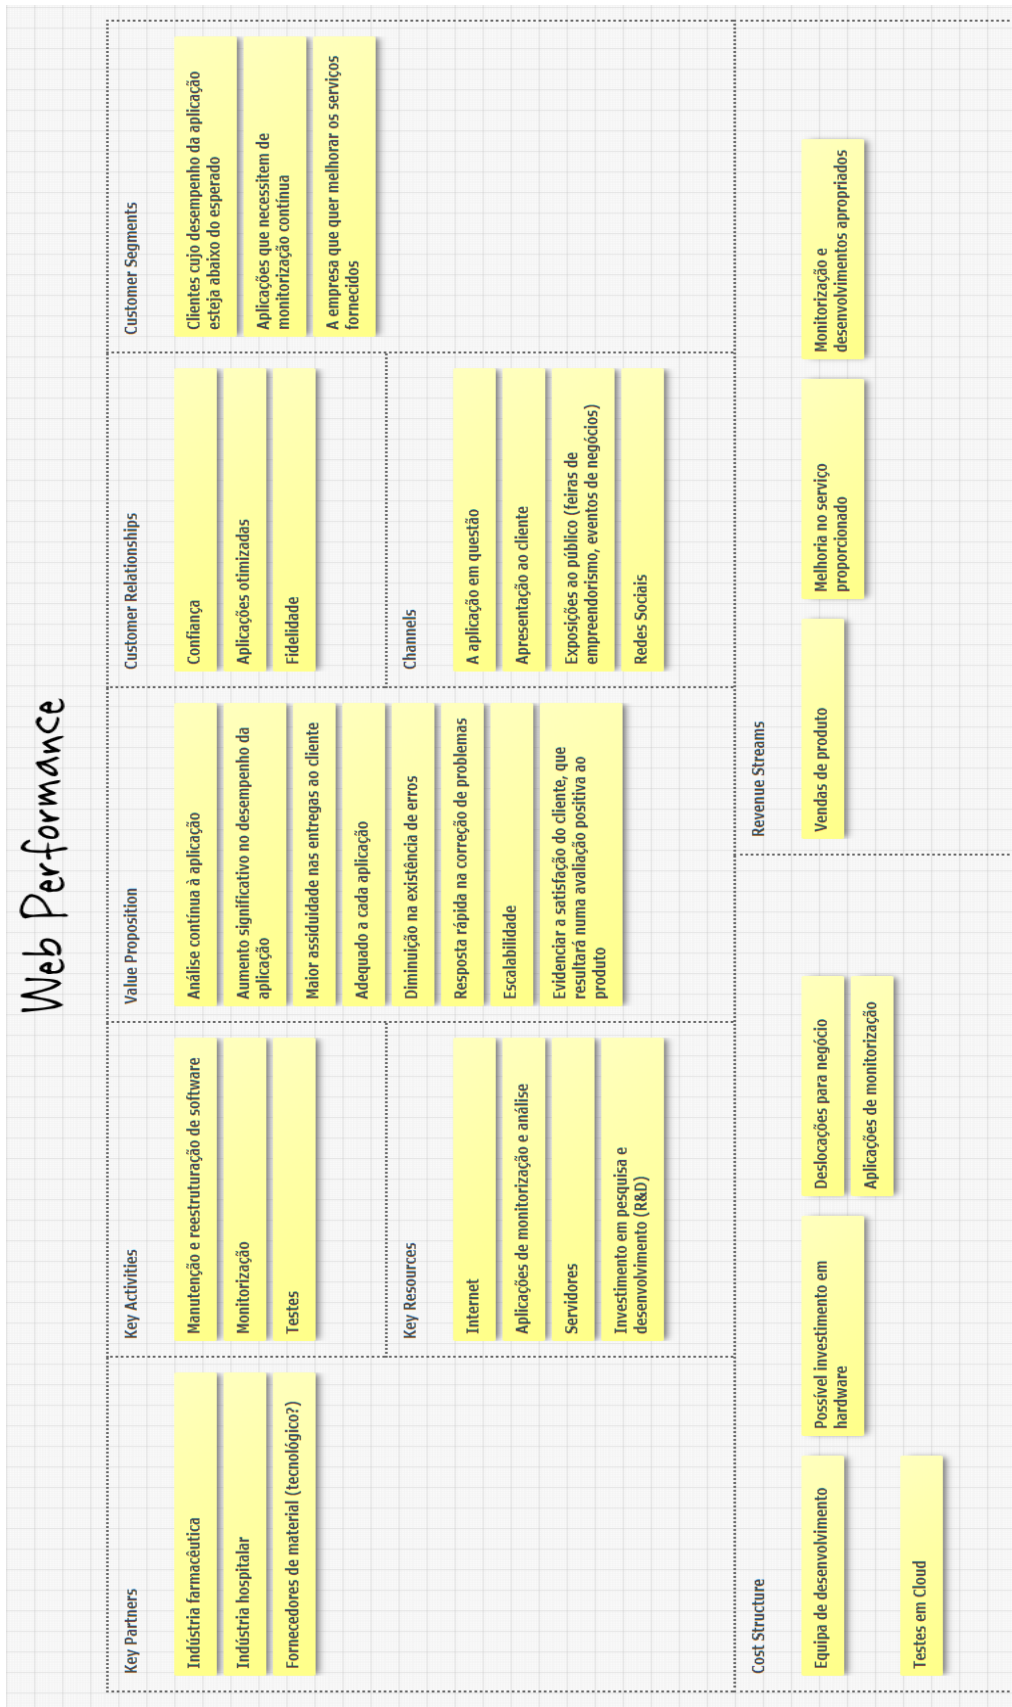 Web Performance
Key Partners
Indústria farmacêutica
Indústria hospitalar
Fornecedores de material (tecnológico?)
Key Activities
Manutenção e reestruturação de software
Monitorização
Testes
Key Resources
Internet
Aplicações de monitorização e análise
Servidores
Investimento em pesquisa e
desenvolvimento (R&D)
Value Proposition
Análise contínua à aplicação
Aumento significativo no desempenho da
aplicação
Maior assiduidade nas entregas ao cliente
Adequado a cada aplicação
Diminuição na existência de erros
Resposta rápida na correção de problemas
Escalabilidade
Evidenciar a satisfação do cliente, que
resultará numa avaliação positiva ao
produto
Customer Relationships
Confiança
Aplicações otimizadas
Fidelidade
Channels
A aplicação em questão
Apresentação ao cliente
Exposições ao público (feiras de
empreendorismo, eventos de negócios)
Redes Sociais
Customer Segments
Clientes cujo desempenho da aplicação
esteja abaixo do esperado
Aplicações que necessitem de
monitorização contínua
A empresa que quer melhorar os serviços
fornecidos
Cost Structure
Equipa de desenvolvimento
Possível investimento em
hardware
Deslocações para negócio
Aplicações de monitorização
Testes em Cloud
Revenue Streams
Vendas de produto
Melhoria no serviço
proporcionado
Monitorização e
desenvolvimentos apropriados